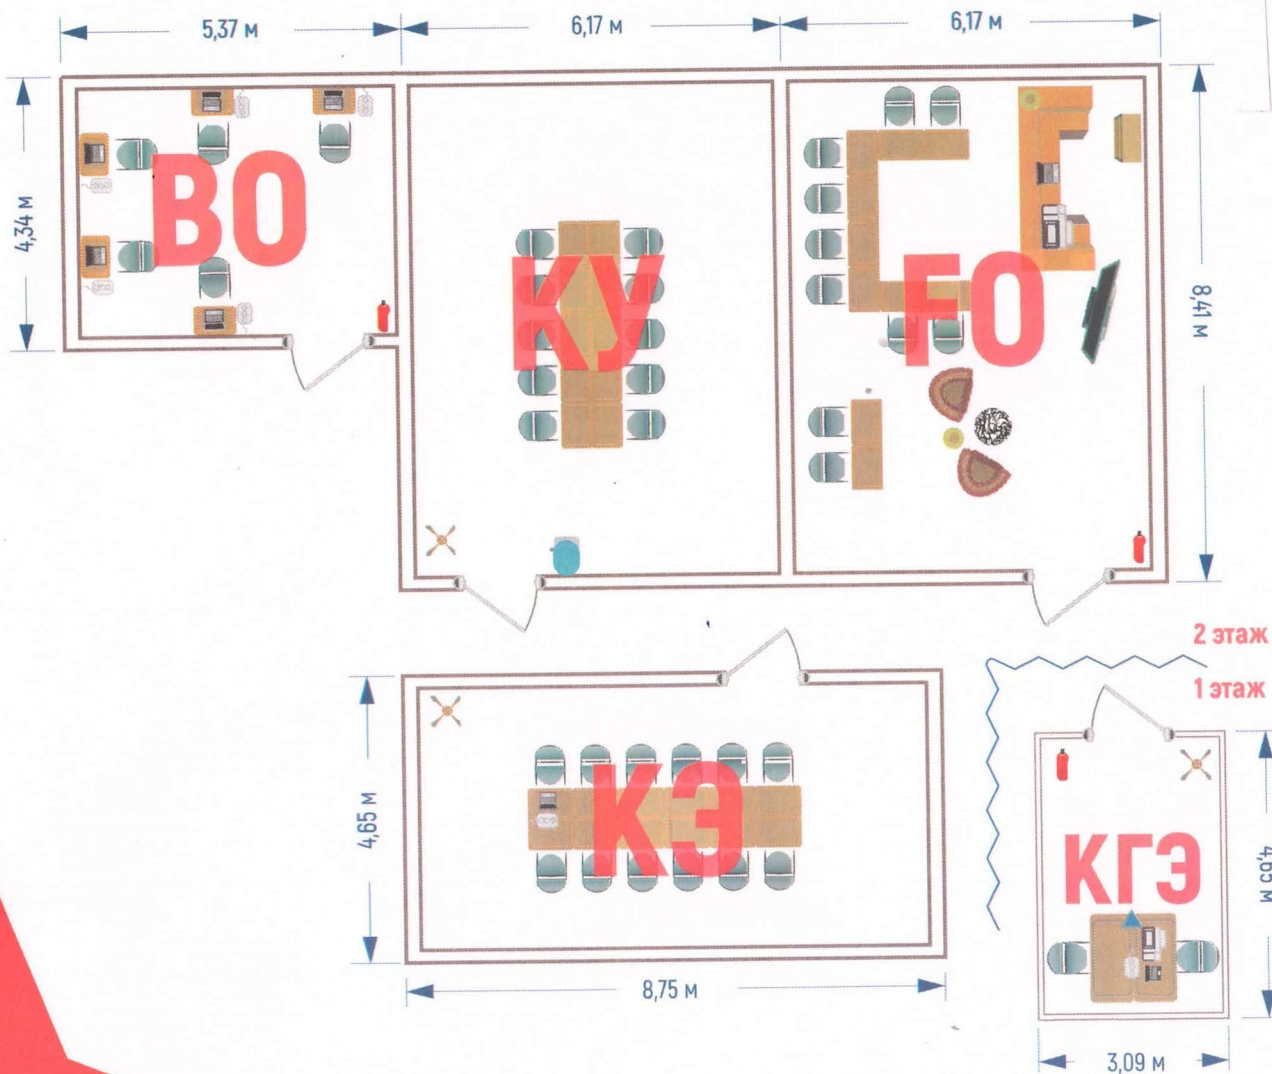 5,37 м
6,17 м
6,17 м
4,34 м
ВО
КУ
FO
8,41 м
2 этаж
1 этаж
4,65 м
КЭ
КГЭ
4,65 м
8,75 м
3,09 м